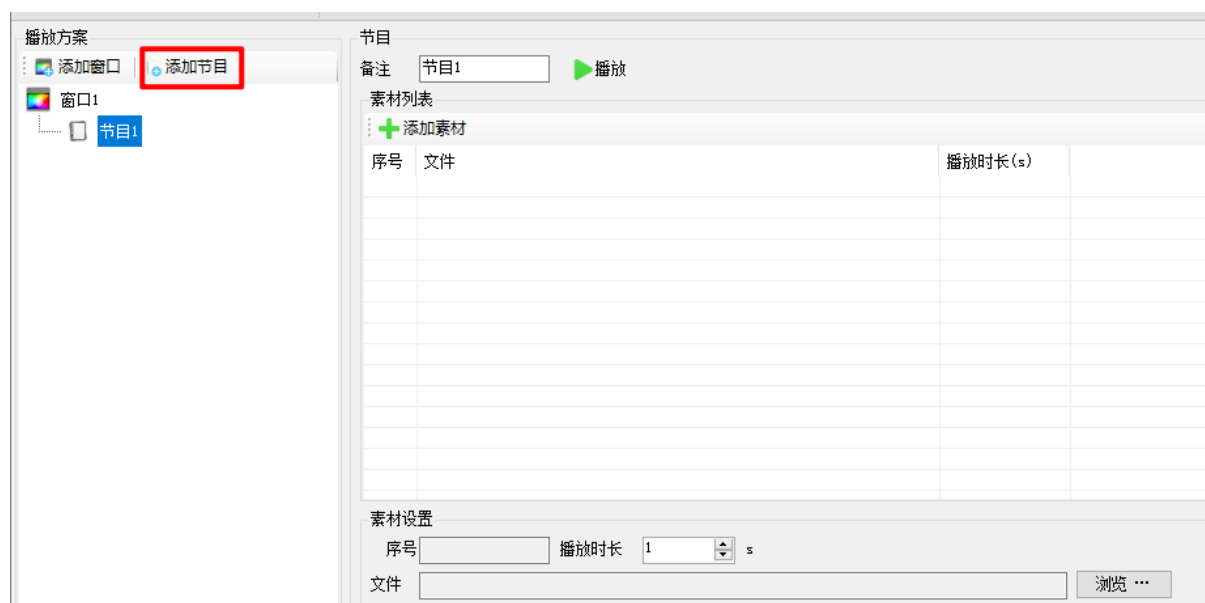 播放方案
添加窗口 添加节目
窗口1
节目1
节目
备注 节目1 播放
素材列表
添加素材
序号 文件 播放时长(s)
素材设置
序号 播放时长 1 s
文件 浏览 …